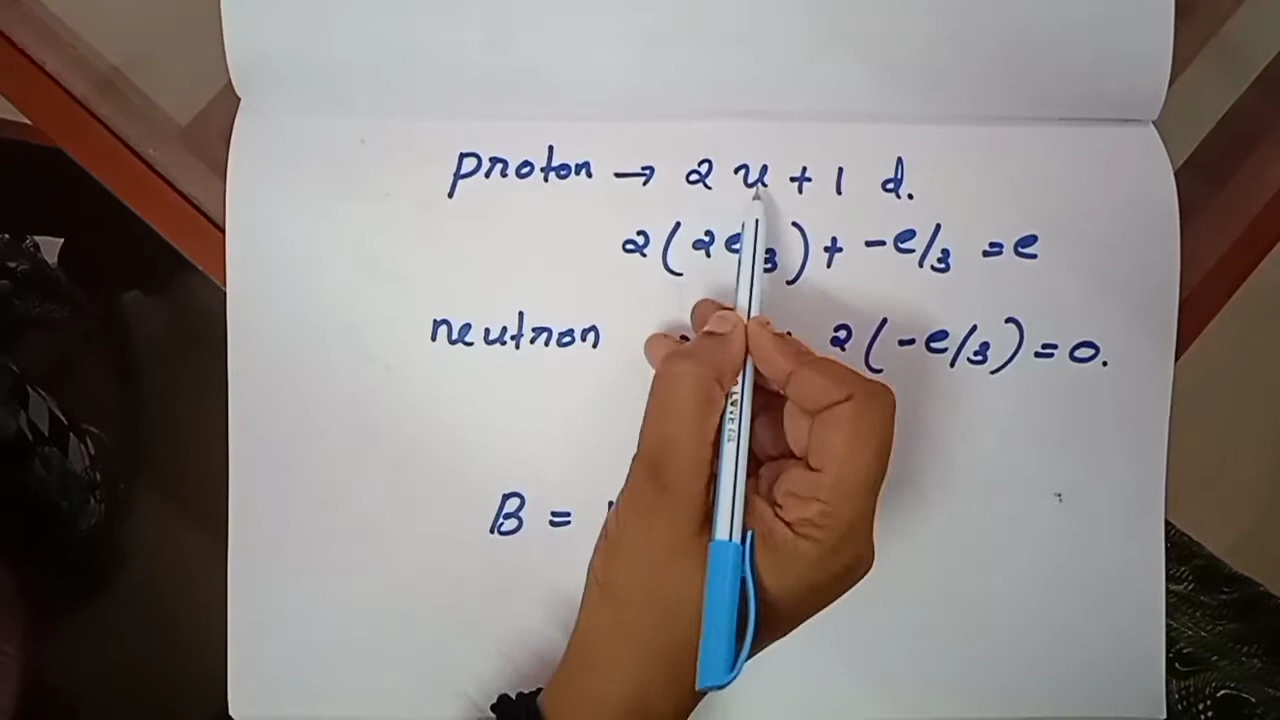 proton → 2 u + 1 d.
2(2e/3) + -e/3 = e
neutron 2(-e/3) = 0.
B =